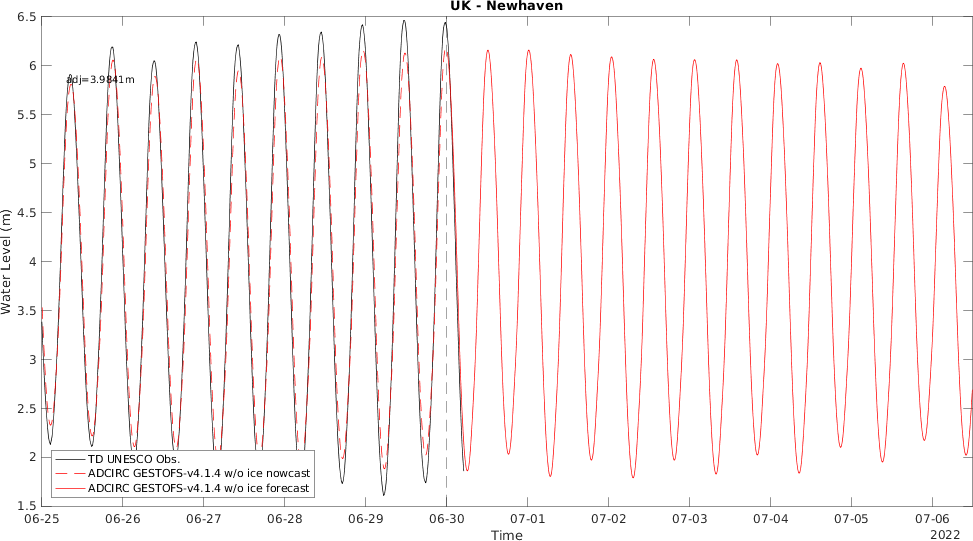 UK - Newhaven
6.5
6
5.5
5
4.5
4
3.5
3
2.5
2
1.5
Water Level (m)
adj=3.9841m
TD UNESCO Obs.
ADCIRC GESTOFS-v4.1.4 w/o ice nowcast
ADCIRC GESTOFS-v4.1.4 w/o ice forecast
06-25 06-26 06-27 06-28 06-29 06-30 07-01 07-02 07-03 07-04 07-05 07-06
2022
Time